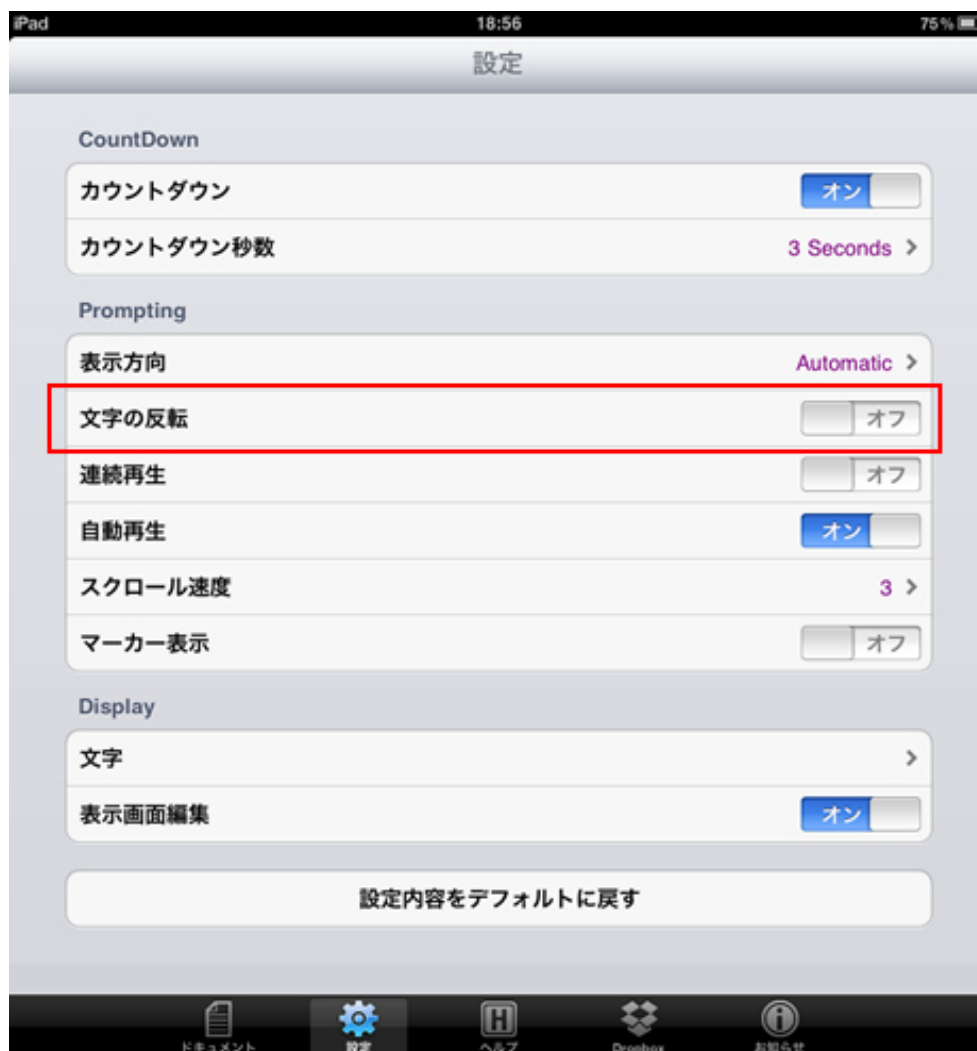 iPad 18:56 75%
設定
CountDown
カウントダウン オン
カウントダウン秒数 3 Seconds
Prompting
表示方向 Automatic
文字の反転 オフ
連続再生 オフ
自動再生 オン
スクロール速度 3
マーカー表示 オフ
Display
文字
表示画面編集 オン
設定内容をデフォルトに戻す
ドキュメント 設定 ヘルプ Dropbox お知らせ